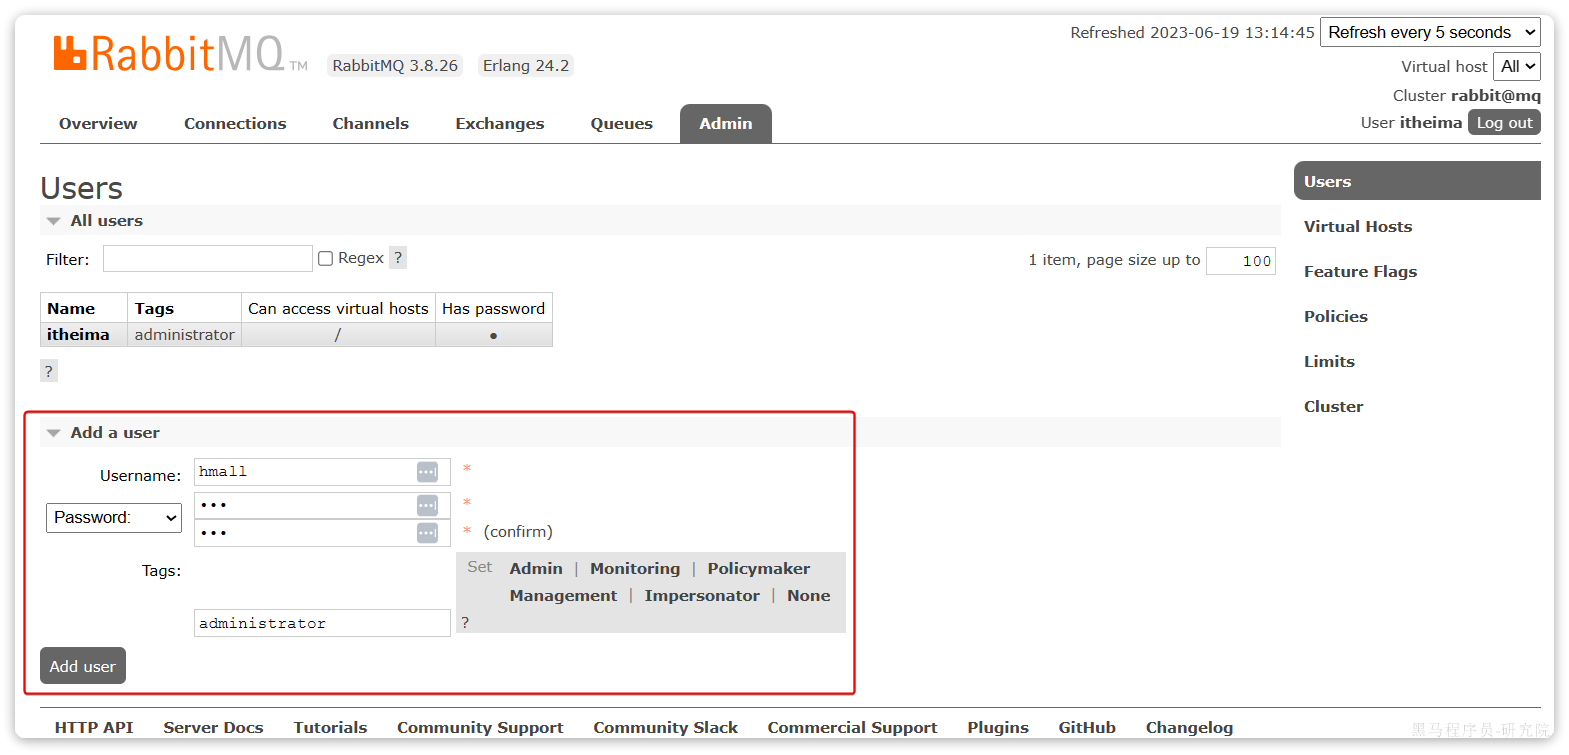 RabbitMQ TM
RabbitMQ 3.8.26 Erlang 24.2
Refreshed 2023-06-19 13:14:45 Refresh every 5 seconds
Virtual host All
Cluster rabbit@mq
User itheima Log out
Overview Connections Channels Exchanges Queues Admin
Users
All users
Filter: Regex ?
1 item, page size up to 100
Name Tags Can access virtual hosts Has password
itheima administrator / ●
?
Add a user
Username: hmall *
Password: ••• *
••• * (confirm)
Tags: Set Admin | Monitoring | Policymaker
Management | Impersonator | None
administrator ?
Add user
Users
Virtual Hosts
Feature Flags
Policies
Limits
Cluster
HTTP API Server Docs Tutorials Community Support Community Slack Commercial Support Plugins GitHub Changelog
黑马程序员-研究院